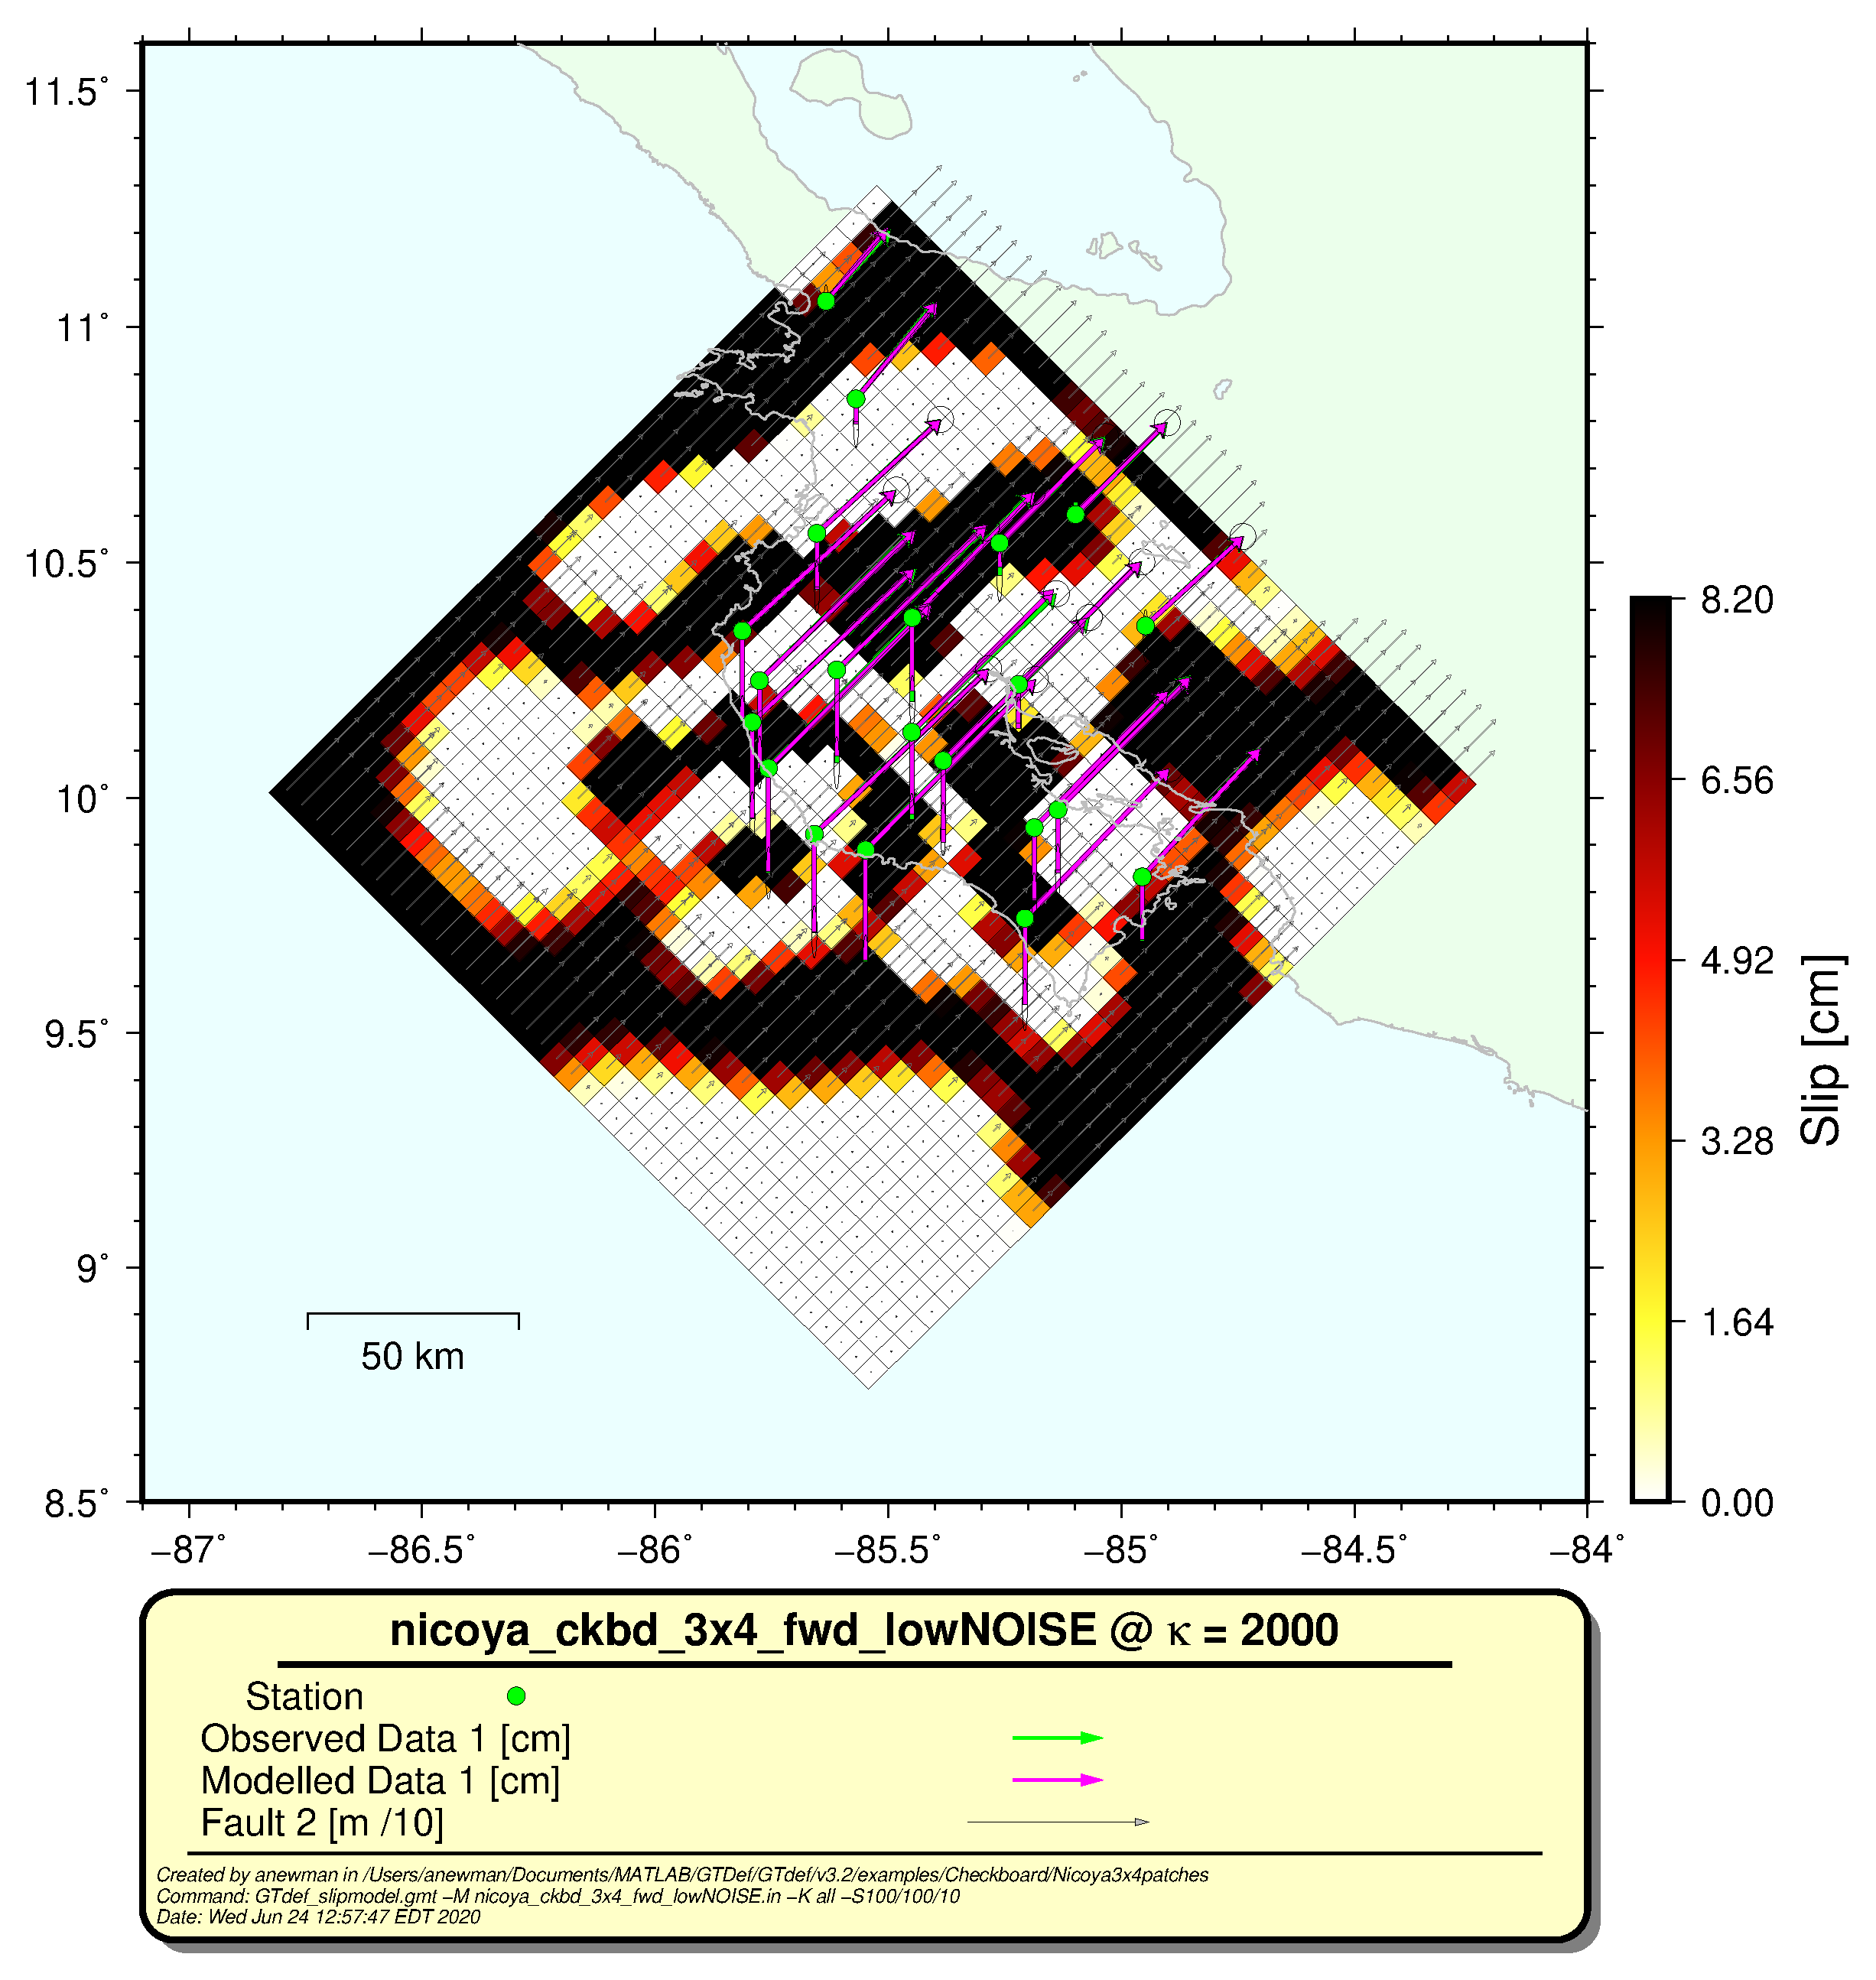 11.5°
11°
10.5°
10°
9.5°
9°
8.5°
−87°
−86.5°
−86°
−85.5°
−85°
−84.5°
−84°
50 km
8.20
6.56
4.92
3.28
1.64
0.00
Slip [cm]
nicoya_ckbd_3x4_fwd_lowNOISE @ κ = 2000
Station
Observed Data 1 [cm]
Modelled Data 1 [cm]
Fault 2 [m /10]
Created by anewman in /Users/anewman/Documents/MATLAB/GTDef/GTdef/v3.2/examples/Checkboard/Nicoya3x4patches
Command: GTdef_slipmodel.gmt −M nicoya_ckbd_3x4_fwd_lowNOISE.in −K all −S100/100/10
Date: Wed Jun 24 12:57:47 EDT 2020